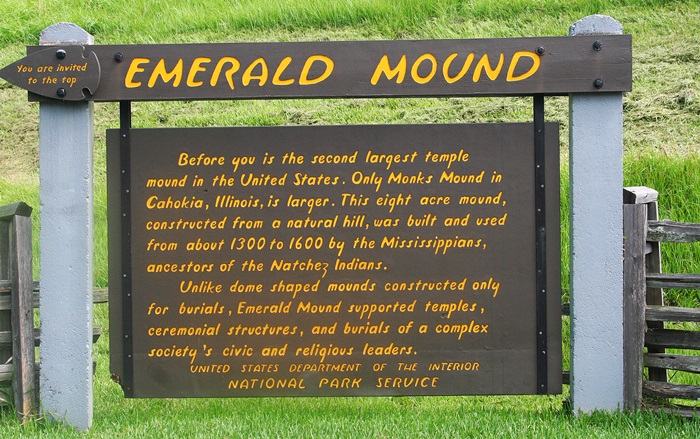 You are invited
to the top
EMERALD MOUND
Before you is the second largest temple
mound in the United States. Only Monks Mound in
Cahokia, Illinois, is larger. This eight acre mound,
constructed from a natural hill, was built and used
from about 1300 to 1600 by the Mississippians,
ancestors of the Natchez Indians.
Unlike dome shaped mounds constructed only
for burials, Emerald Mound supported temples,
ceremonial structures, and burials of a complex
society's civic and religious leaders.
UNITED STATES DEPARTMENT OF THE INTERIOR
NATIONAL PARK SERVICE